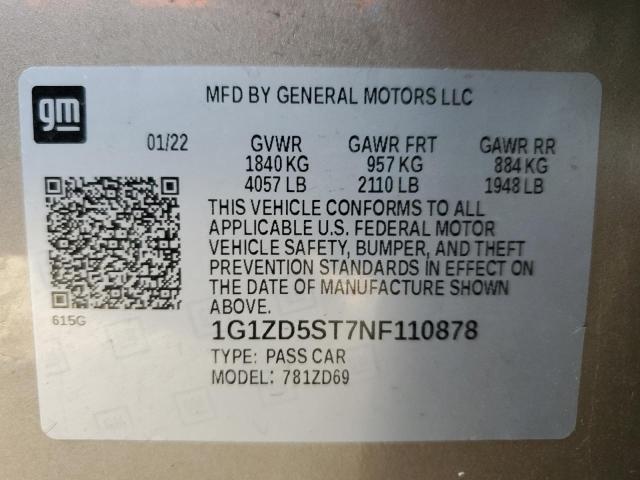 gm
MFD BY GENERAL MOTORS LLC
01/22 GVWR GAWR FRT GAWR RR
1840 KG 957 KG 884 KG
4057 LB 2110 LB 1948 LB
THIS VEHICLE CONFORMS TO ALL
APPLICABLE U.S. FEDERAL MOTOR
VEHICLE SAFETY, BUMPER, AND THEFT
PREVENTION STANDARDS IN EFFECT ON
THE DATE OF MANUFACTURE SHOWN
ABOVE.
615G
1G1ZD5ST7NF110878
TYPE: PASS CAR
MODEL: 781ZD69